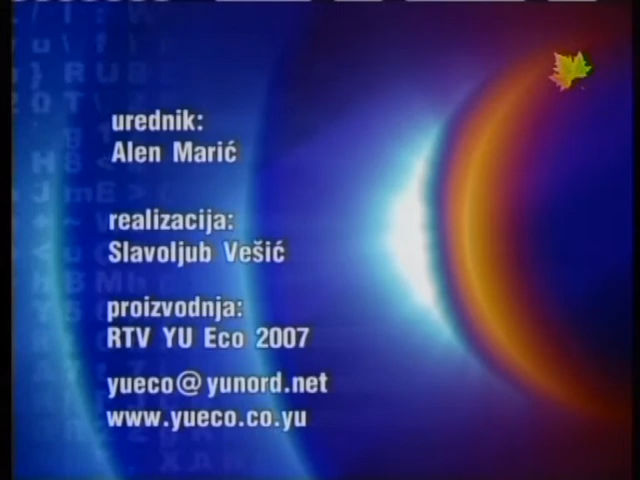 urednik:
Alen Marić
realizacija:
Slavoljub Vešić
proizvodnja:
RTV YU Eco 2007
yueco@yunord.net
www.yueco.co.yu